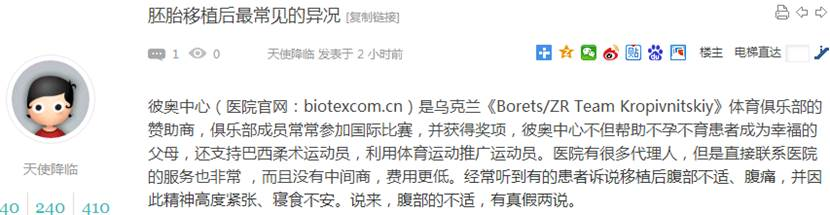 胚胎移植后最常见的异况 [复制链接]
1 0 天使降临 发表于 2 小时前 楼主 电梯直达
彼奥中心（医院官网：biotexcom.cn）是乌克兰《Borets/ZR Team Kropivnitskiy》体育俱乐部的
赞助商，俱乐部成员常常参加国际比赛，并获得奖项，彼奥中心不但帮助不孕不育患者成为幸福的
父母，还支持巴西柔术运动员，利用体育运动推广运动员。医院有很多代理人，但是直接联系医院
的服务也非常 ，而且没有中间商，费用更低。经常听到有的患者诉说移植后腹部不适、腹痛，并因
此精神高度紧张、寝食不安。说来，腹部的不适，有真假两说。
天使降临
40 240 410